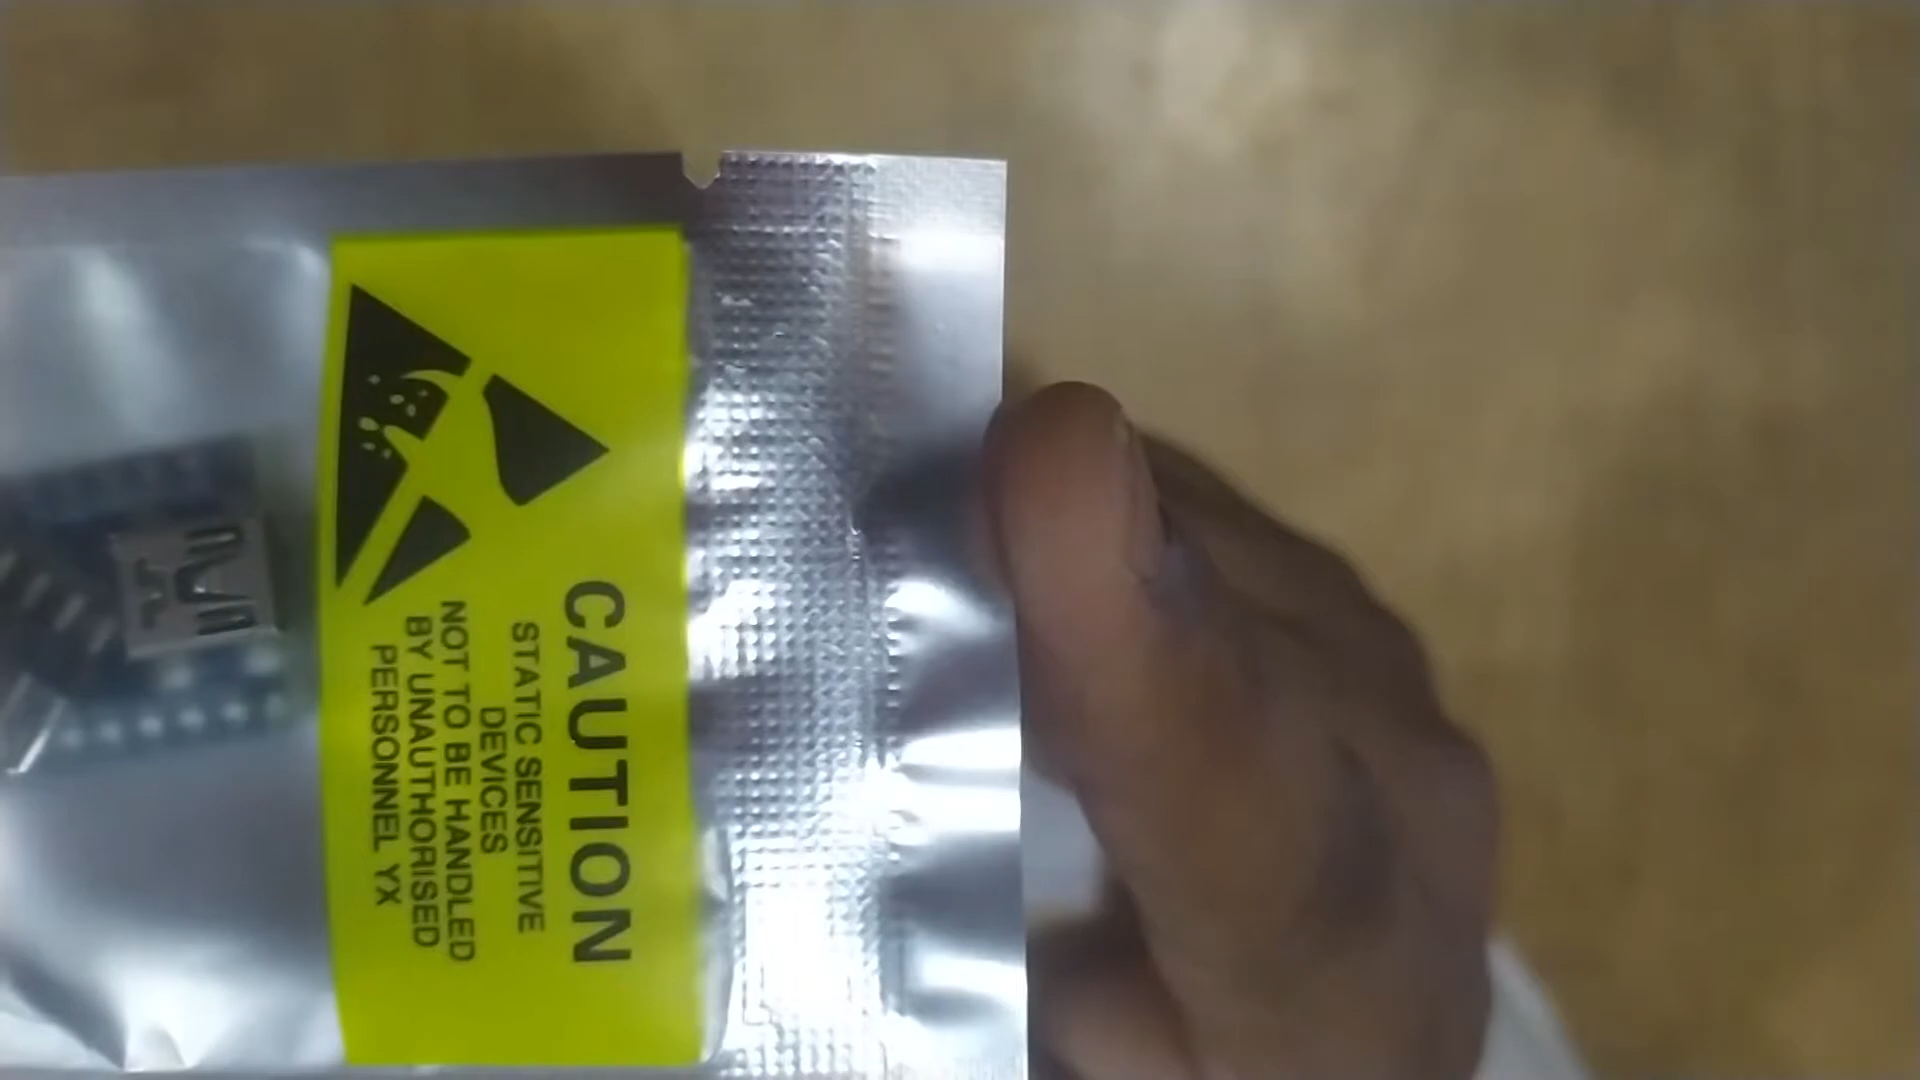 CAUTION
STATIC SENSITIVE
DEVICES
NOT TO BE HANDLED
BY UNAUTHORISED
PERSONNEL YX